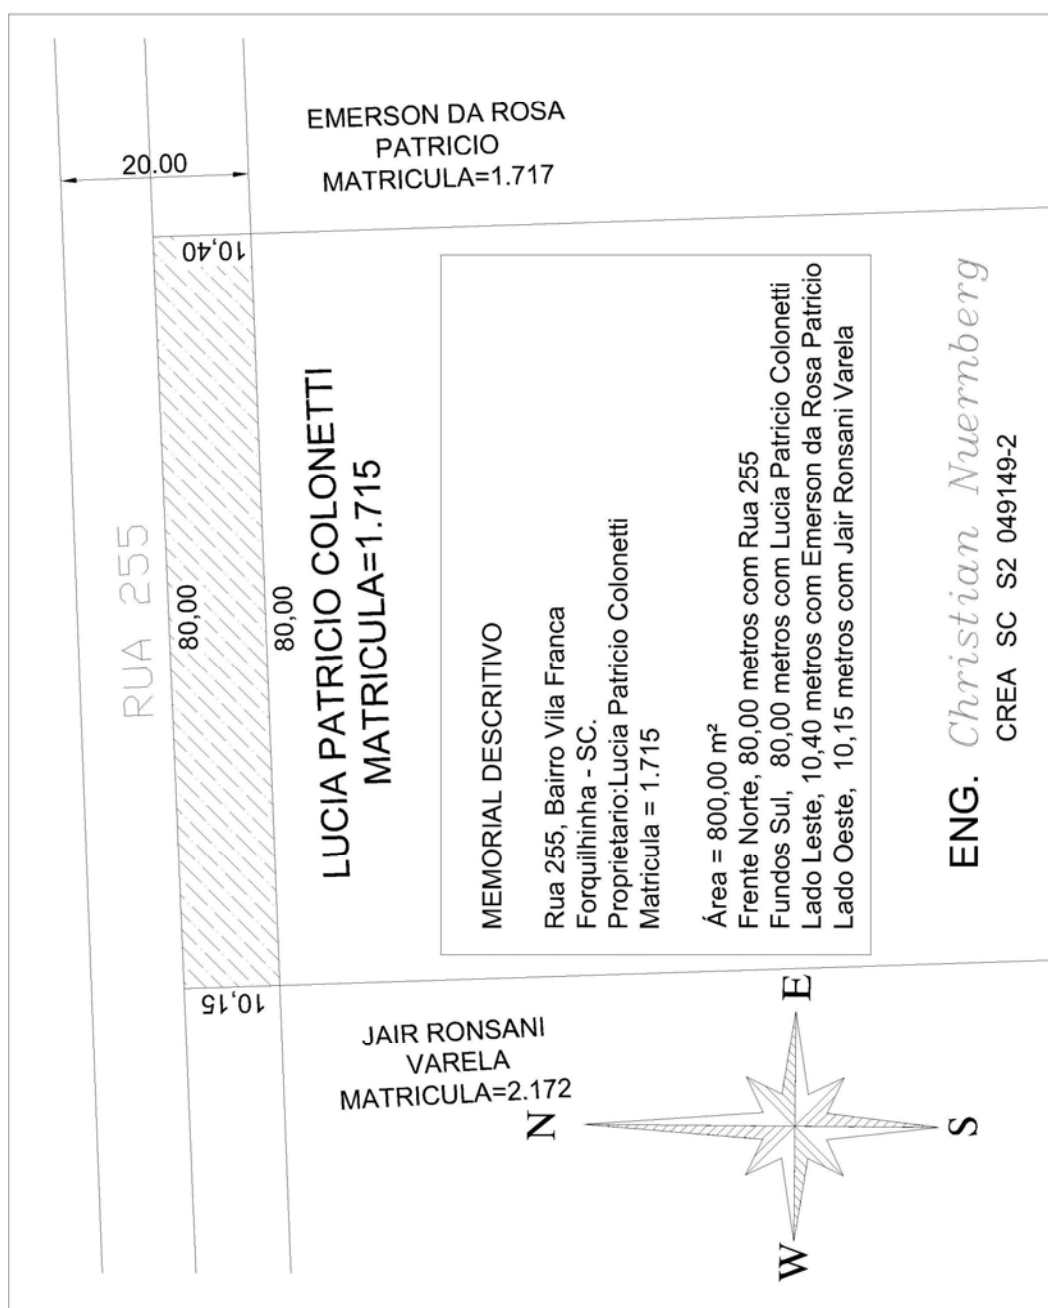 EMERSON DA ROSA
PATRICIO
MATRICULA=1.717
20.00
10,40
RUA 255
80,00
80,00
LUCIA PATRICIO COLONETTI
MATRICULA=1.715
MEMORIAL DESCRITIVO
Rua 255, Bairro Vila Franca
Forquilhinha - SC.
Proprietario:Lucia Patricio Colonetti
Matricula = 1.715
Área = 800,00 m²
Frente Norte, 80,00 metros com Rua 255
Fundos Sul, 80,00 metros com Lucia Patricio Colonetti
Lado Leste, 10,40 metros com Emerson da Rosa Patricio
Lado Oeste, 10,15 metros com Jair Ronsani Varela
ENG. Christian Nuernberg
CREA SC S2 049149-2
10,15
JAIR RONSANI
VARELA
MATRICULA=2.172
N
E
S
W